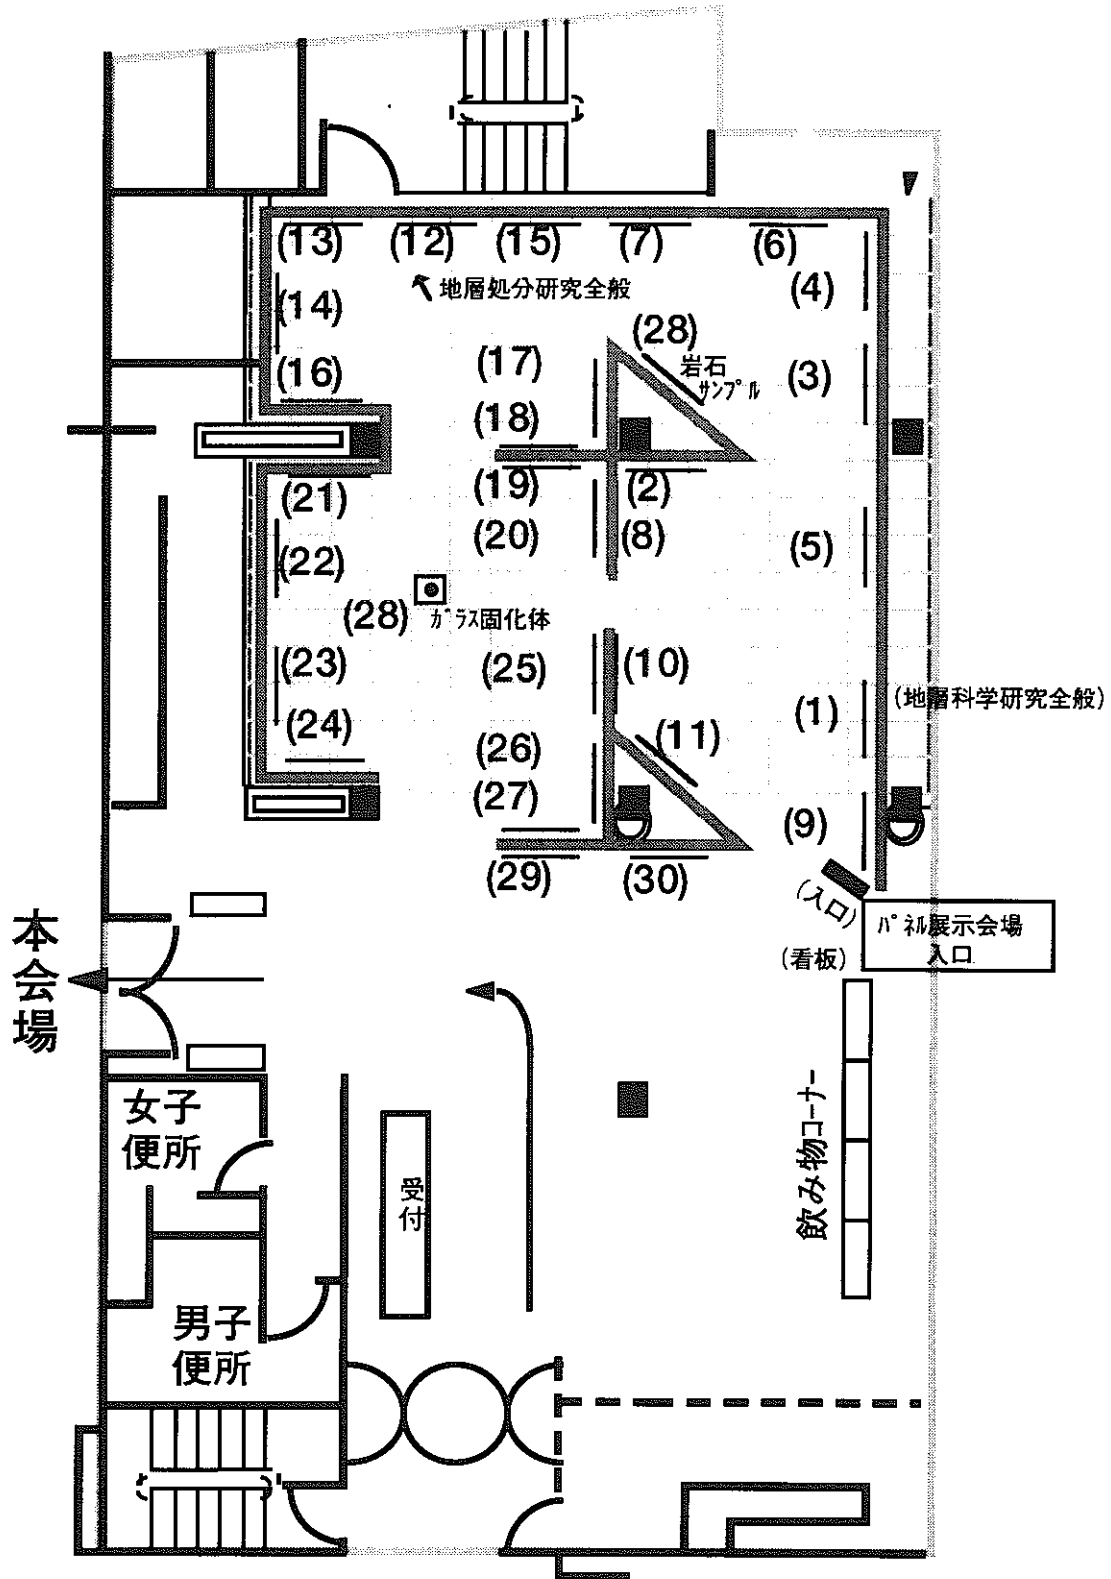 (13)
(12)
(15)
(7)
(6)
(4)
地層処分研究全般
(14)
(28)
岩石
サンプル
(17)
(16)
(3)
(18)
(19)
(2)
(21)
(20)
(8)
(5)
(22)
(28)
ガラス固化体
(23)
(25)
(10)
(地層科学研究全般)
(1)
(24)
(11)
(26)
(27)
(9)
(29)
(30)
(入口)
パネル展示会場
入口
(看板)
本会場
女子
便所
飲み物コーナー
受付
男子
便所